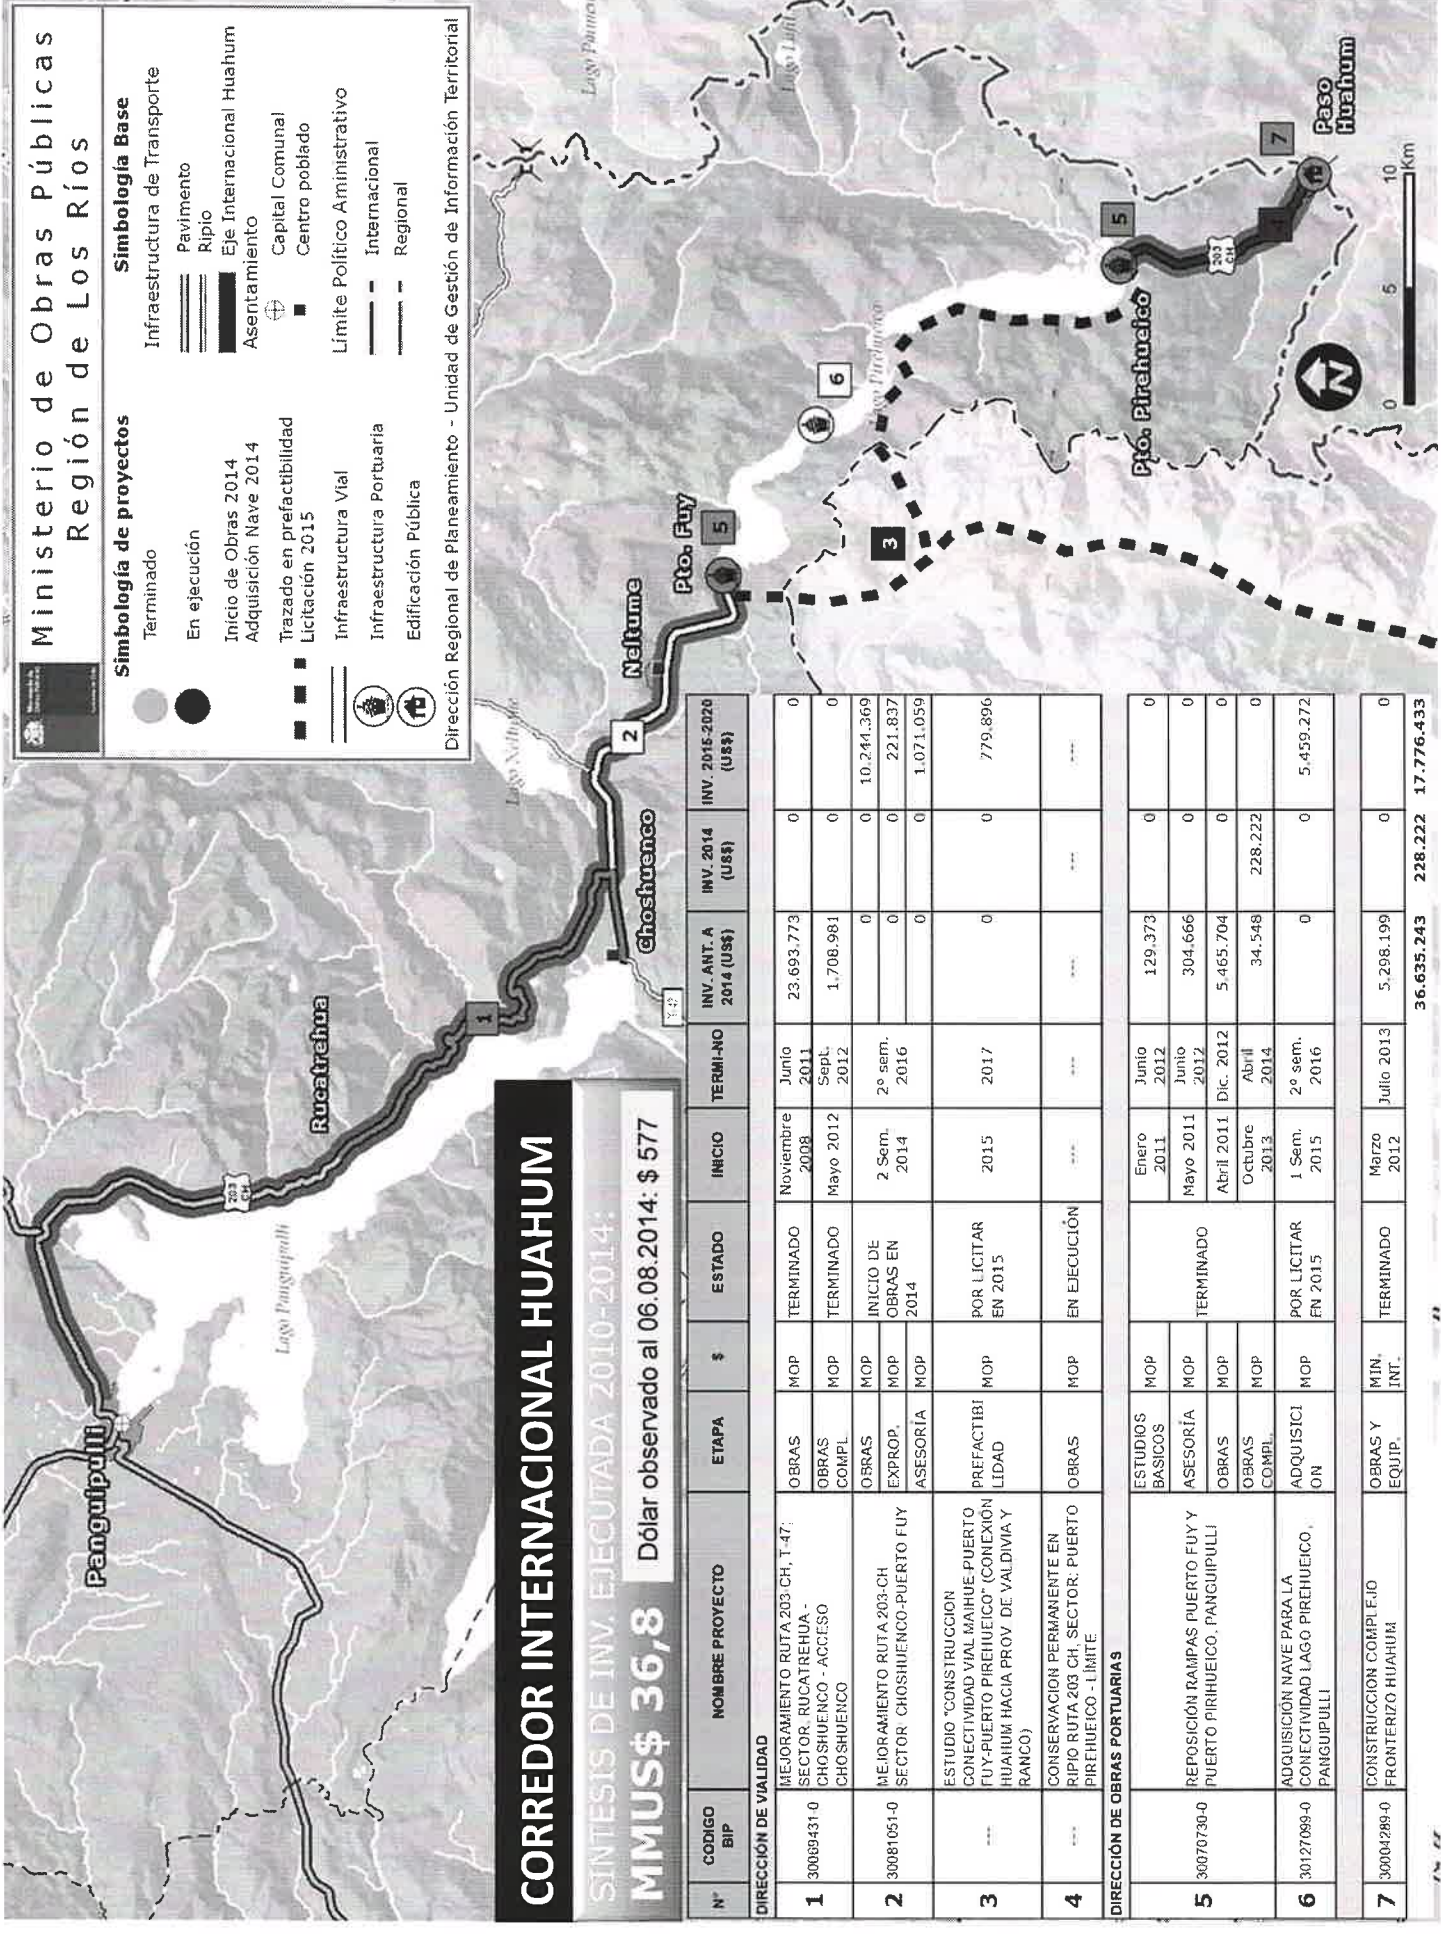 Ministerio de Obras Públicas
Región de Los Ríos
Simbología de proyectos
Terminado
En ejecución
Inicio de Obras 2014
Adquisición Nave 2014
Trazado en prefactibilidad
Licitación 2015
Infraestructura Vial
Infraestructura Portuaria
Edificación Pública
Simbología Base
Infraestructura de Transporte
Pavimento
Ripio
Eje Internacional Huahum
Asentamiento
Capital Comunal
Centro poblado
Límite Político Aministrativo
Internacional
Regional
Dirección Regional de Planeamiento - Unidad de Gestión de Información Territorial
Panguipulli
Lago Panguipulli
203 CH
Rucatrehua
1
Choshuenco
2
Neltume
Pto. Fuy
5
3
6
Pto. Pirehueico
5
203 CH
7
Paso
Huahum
N
0 5 10
Km
CORREDOR INTERNACIONAL HUAHUM
SINTESIS DE INV. EJECUTADA 2010-2014:
MMUS$ 36,8 Dólar observado al 06.08.2014: $ 577
N° CODIGO BIP NOMBRE PROYECTO ETAPA $ ESTADO INICIO TERMI-NO INV. ANT. A 2014 (US$) INV. 2014 (US$) INV. 2015-2020 (US$)
DIRECCIÓN DE VIALIDAD
1 30069431-0 MEJORAMIENTO RUTA 203-CH, T-47; SECTOR. RUCATREHUA - CHOSHUENCO - ACCESO CHOSHUENCO OBRAS MOP TERMINADO Noviembre 2008 Junio 2011 23.693.773 0 0
OBRAS COMPL MOP TERMINADO Mayo 2012 Sept. 2012 1.708.981 0 0
2 30081051-0 MEJORAMIENTO RUTA 203-CH SECTOR CHOSHUENCO-PUERTO FUY OBRAS MOP INICIO DE OBRAS EN 2014 2 Sem. 2014 2° sem. 2016 0 0 10.244.369
EXPROP. MOP 0 0 221.837
ASESORÍA MOP 0 0 1.071.059
3 --- ESTUDIO "CONSTRUCCION CONECTIVIDAD VIAL MAIHUE-PUERTO FUY-PUERTO PIREHUEICO" (CONEXIÓN HUAHUM HACIA PROV. DE VALDIVIA Y RANCO) PREFACTIBI LIDAD MOP POR LICITAR EN 2015 2015 2017 0 0 779.896
4 --- CONSERVACION PERMANENTE EN RIPIO RUTA 203 CH, SECTOR: PUERTO PIREHUEICO - LÍMITE OBRAS MOP EN EJECUCIÓN --- --- --- --- ---
DIRECCIÓN DE OBRAS PORTUARIAS
5 30070730-0 REPOSICIÓN RAMPAS PUERTO FUY Y PUERTO PIRIHUEICO, PANGUIPULLI ESTUDIOS BASICOS MOP TERMINADO Enero 2011 Junio 2012 129.373 0 0
ASESORÍA MOP Mayo 2011 Junio 2012 304.666 0 0
OBRAS MOP Abril 2011 Dic. 2012 5.465.704 0 0
OBRAS COMPL. MOP Octubre 2013 Abril 2014 34.548 228.222 0
6 30127099-0 ADQUISICIÓN NAVE PARA LA CONECTIVIDAD LAGO PIREHUEICO, PANGUIPULLI ADQUISICI ON MOP POR LICITAR EN 2015 1 Sem. 2015 2° sem. 2016 0 0 5.459.272
7 30004289-0 CONSTRUCCION COMPLEJO FRONTERIZO HUAHUM OBRAS Y EQUIP. MIN. INT. TERMINADO Marzo 2012 Julio 2013 5.298.199 0 0
36.635.243 228.222 17.776.433